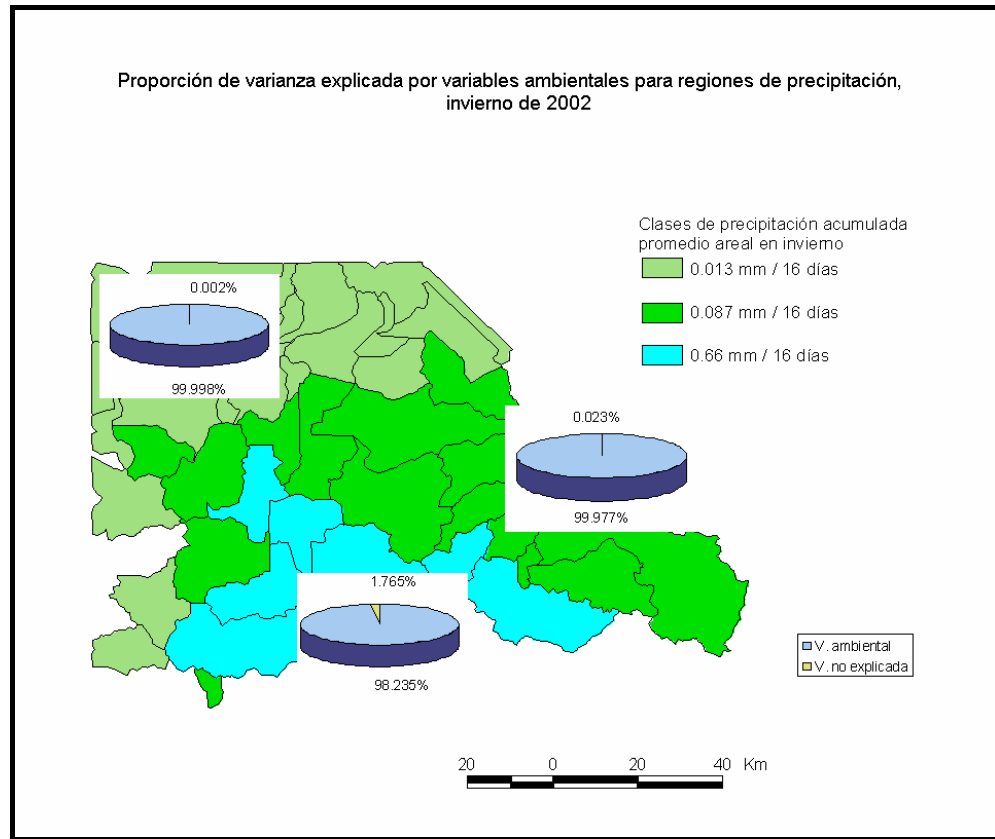 Proporción de varianza explicada por variables ambientales para regiones de precipitación,
invierno de 2002
Clases de precipitación acumulada
promedio areal en invierno
0.013 mm / 16 días
0.087 mm / 16 días
0.66 mm / 16 días
0.002%
99.998%
0.023%
99.977%
1.765%
98.235%
V. ambiental
V. no explicada
20 0 20 40 Km